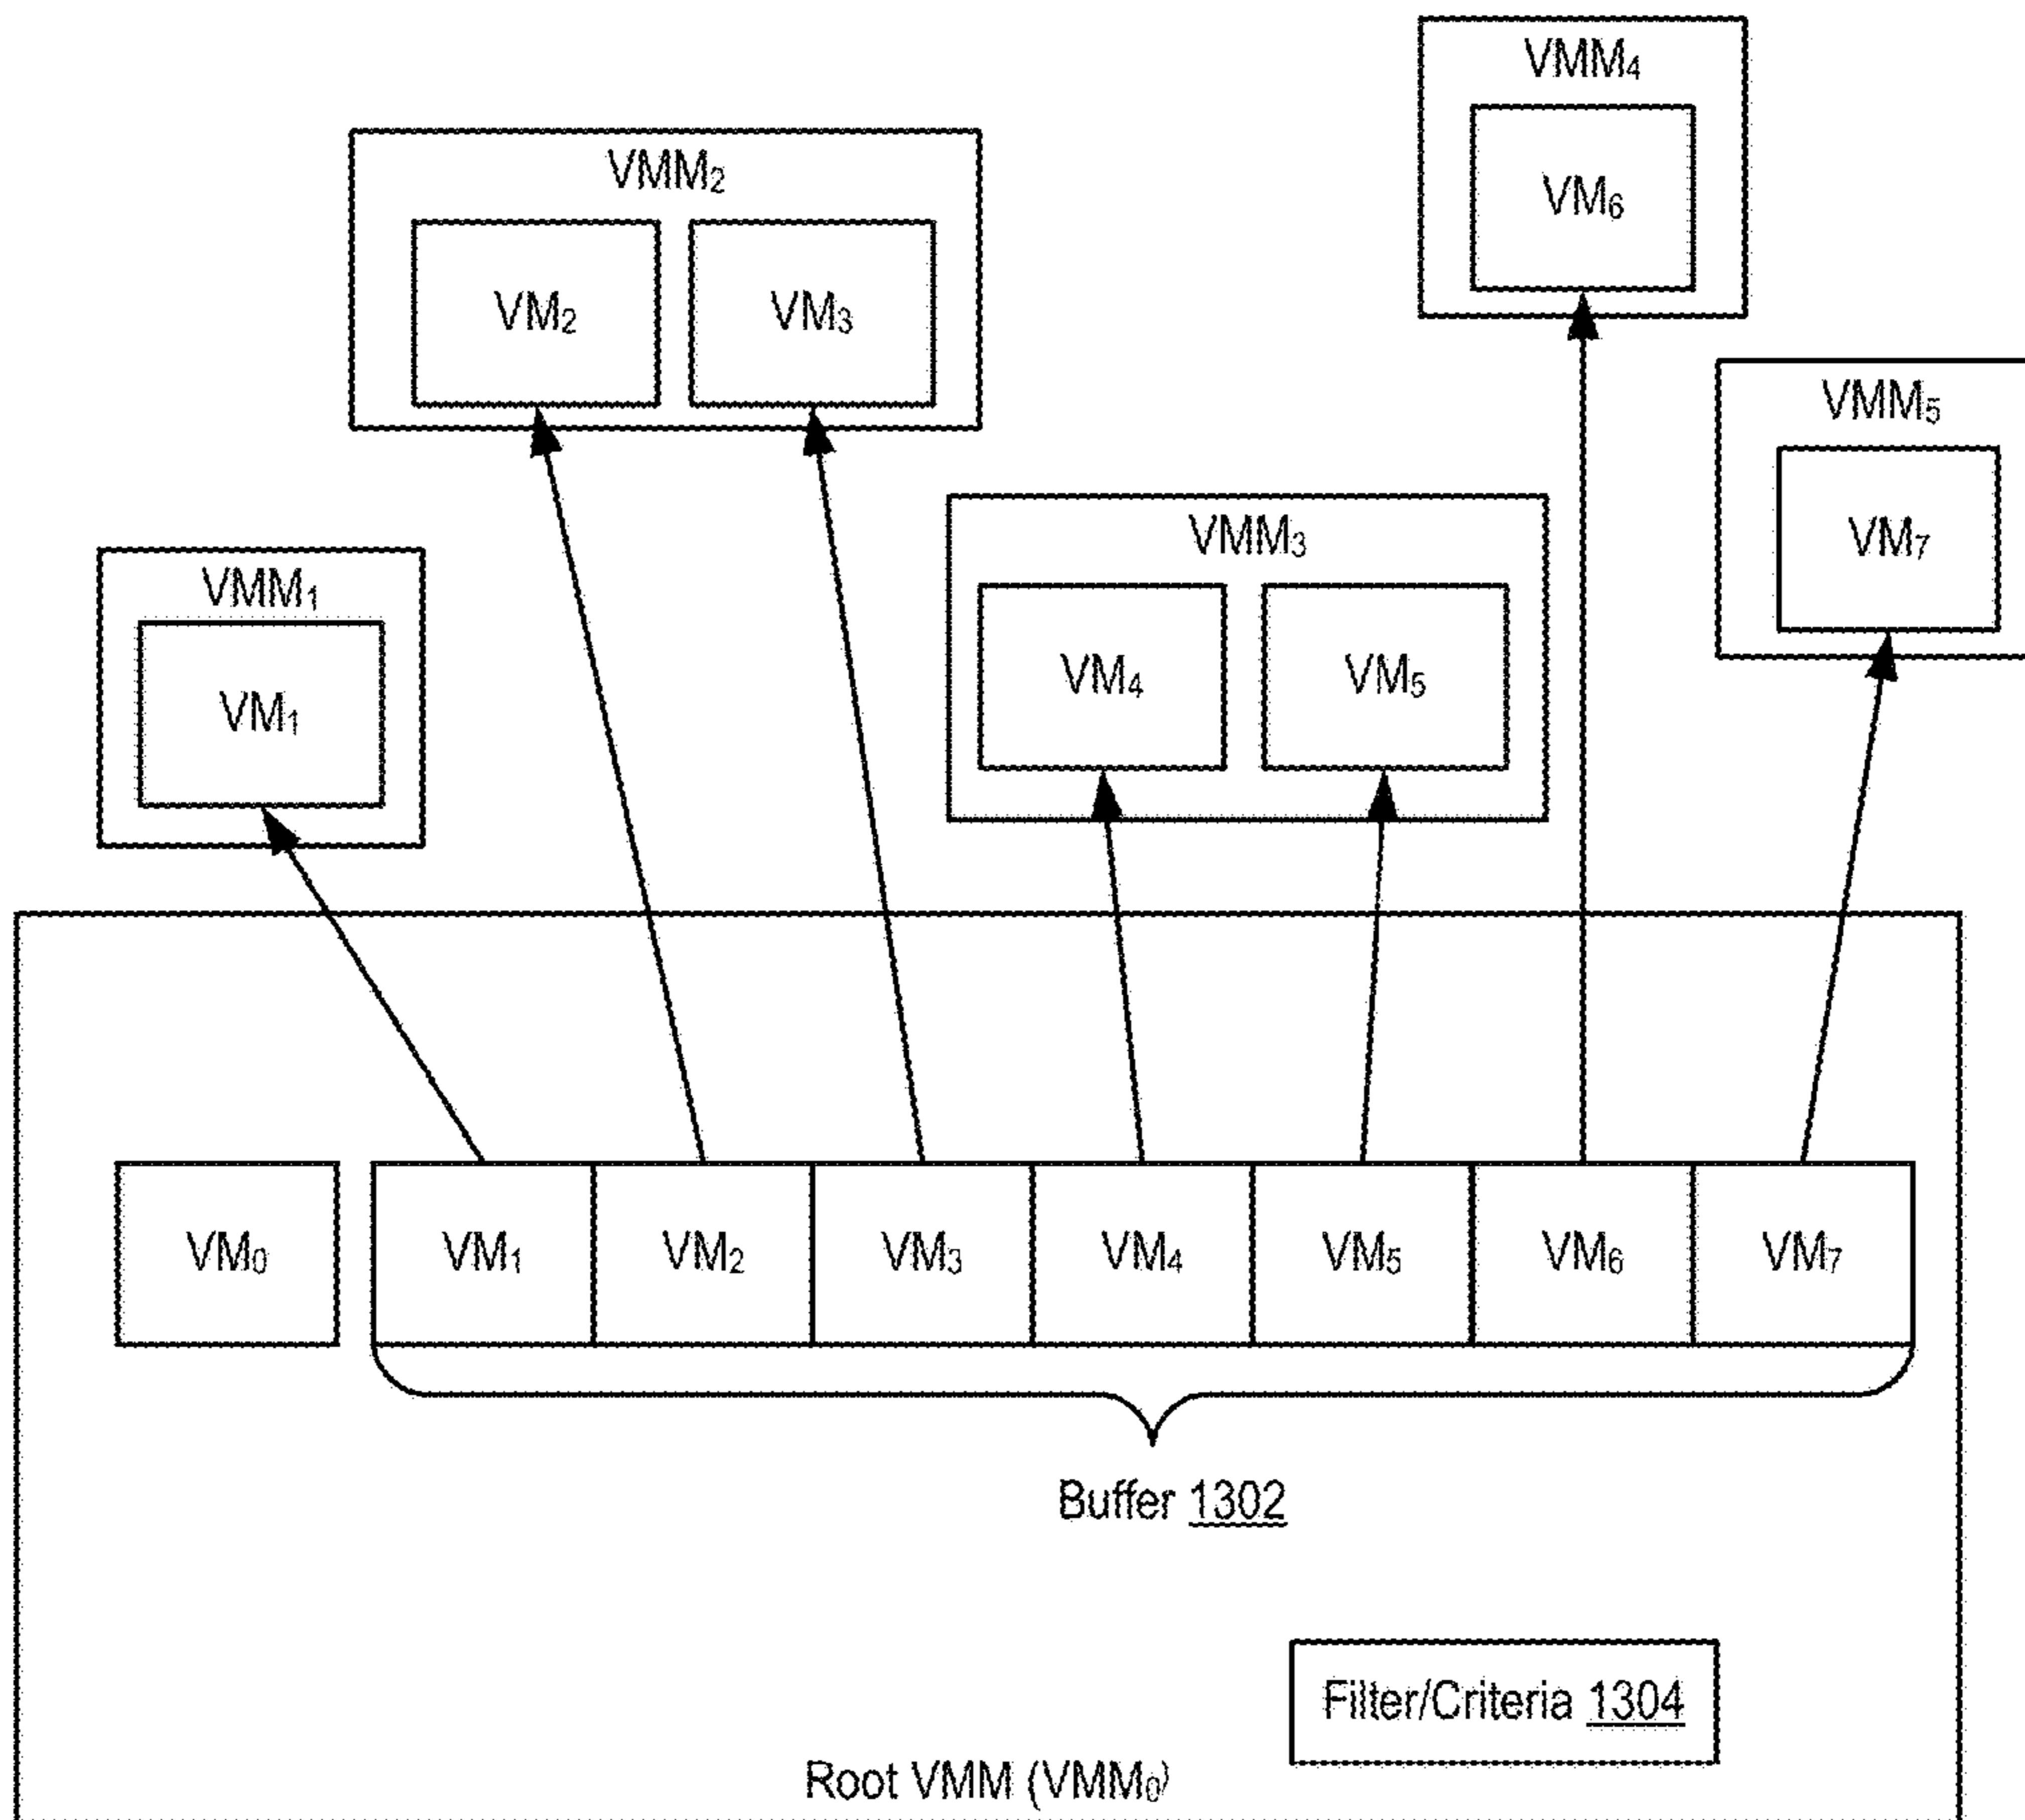 VMM₄
VM₆
VMM₂
VM₂ VM₃
VMM₅
VM₇
VMM₃
VM₄ VM₅
VMM₁
VM₁
VM₀ VM₁ VM₂ VM₃ VM₄ VM₅ VM₆ VM₇
Buffer 1302
Filter/Criteria 1304
Root VMM (VMM₀)